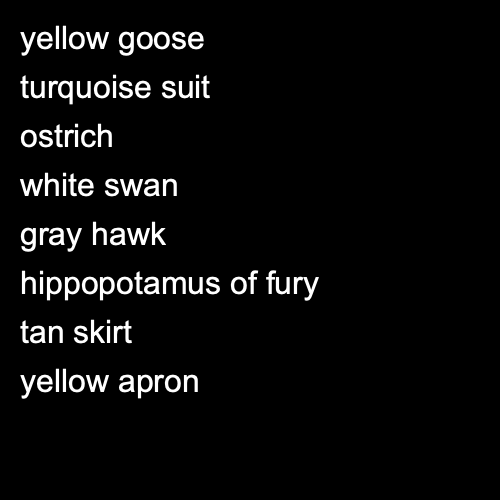 yellow goose
turquoise suit
ostrich
white swan
gray hawk
hippopotamus of fury
tan skirt
yellow apron